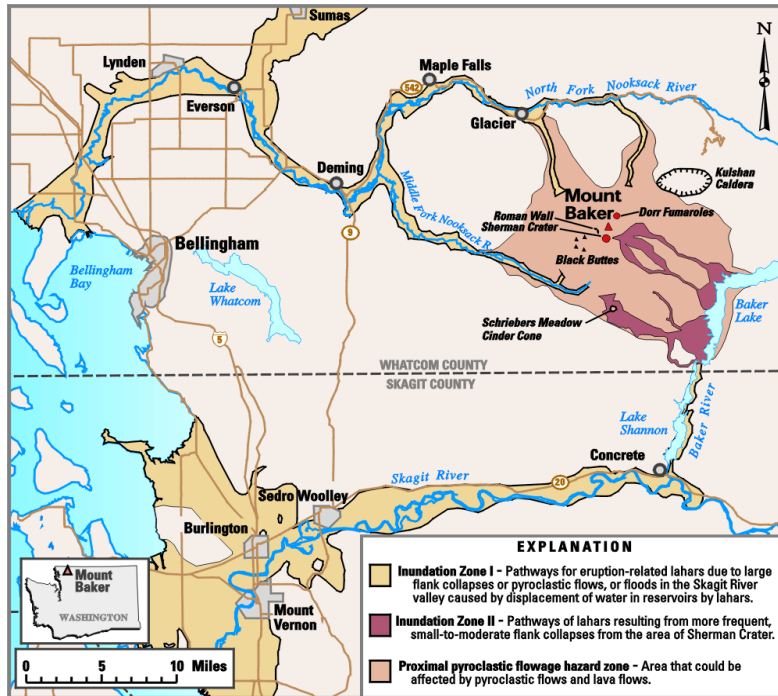 Sumas
Lynden
Everson
Maple Falls
542
North Fork Nooksack River
N
Glacier
Deming
Middle Fork Nooksack R.
Kulshan
Caldera
Mount
Baker
Dorr Fumaroles
Roman Wall
Sherman Crater
Black Buttes
9
Bellingham
Bellingham
Bay
Lake
Whatcom
5
Baker
Lake
Schriebers Meadow
Cinder Cone
WHATCOM COUNTY
SKAGIT COUNTY
Lake
Shannon
Baker River
Concrete
Skagit River
20
Sedro Woolley
Burlington
Mount
Vernon
Mount
Baker
WASHINGTON
0 5 10 Miles
EXPLANATION
Inundation Zone I - Pathways for eruption-related lahars due to large
flank collapses or pyroclastic flows, or floods in the Skagit River
valley caused by displacement of water in reservoirs by lahars.
Inundation Zone II - Pathways of lahars resulting from more frequent,
small-to-moderate flank collapses from the area of Sherman Crater.
Proximal pyroclastic flowage hazard zone - Area that could be
affected by pyroclastic flows and lava flows.